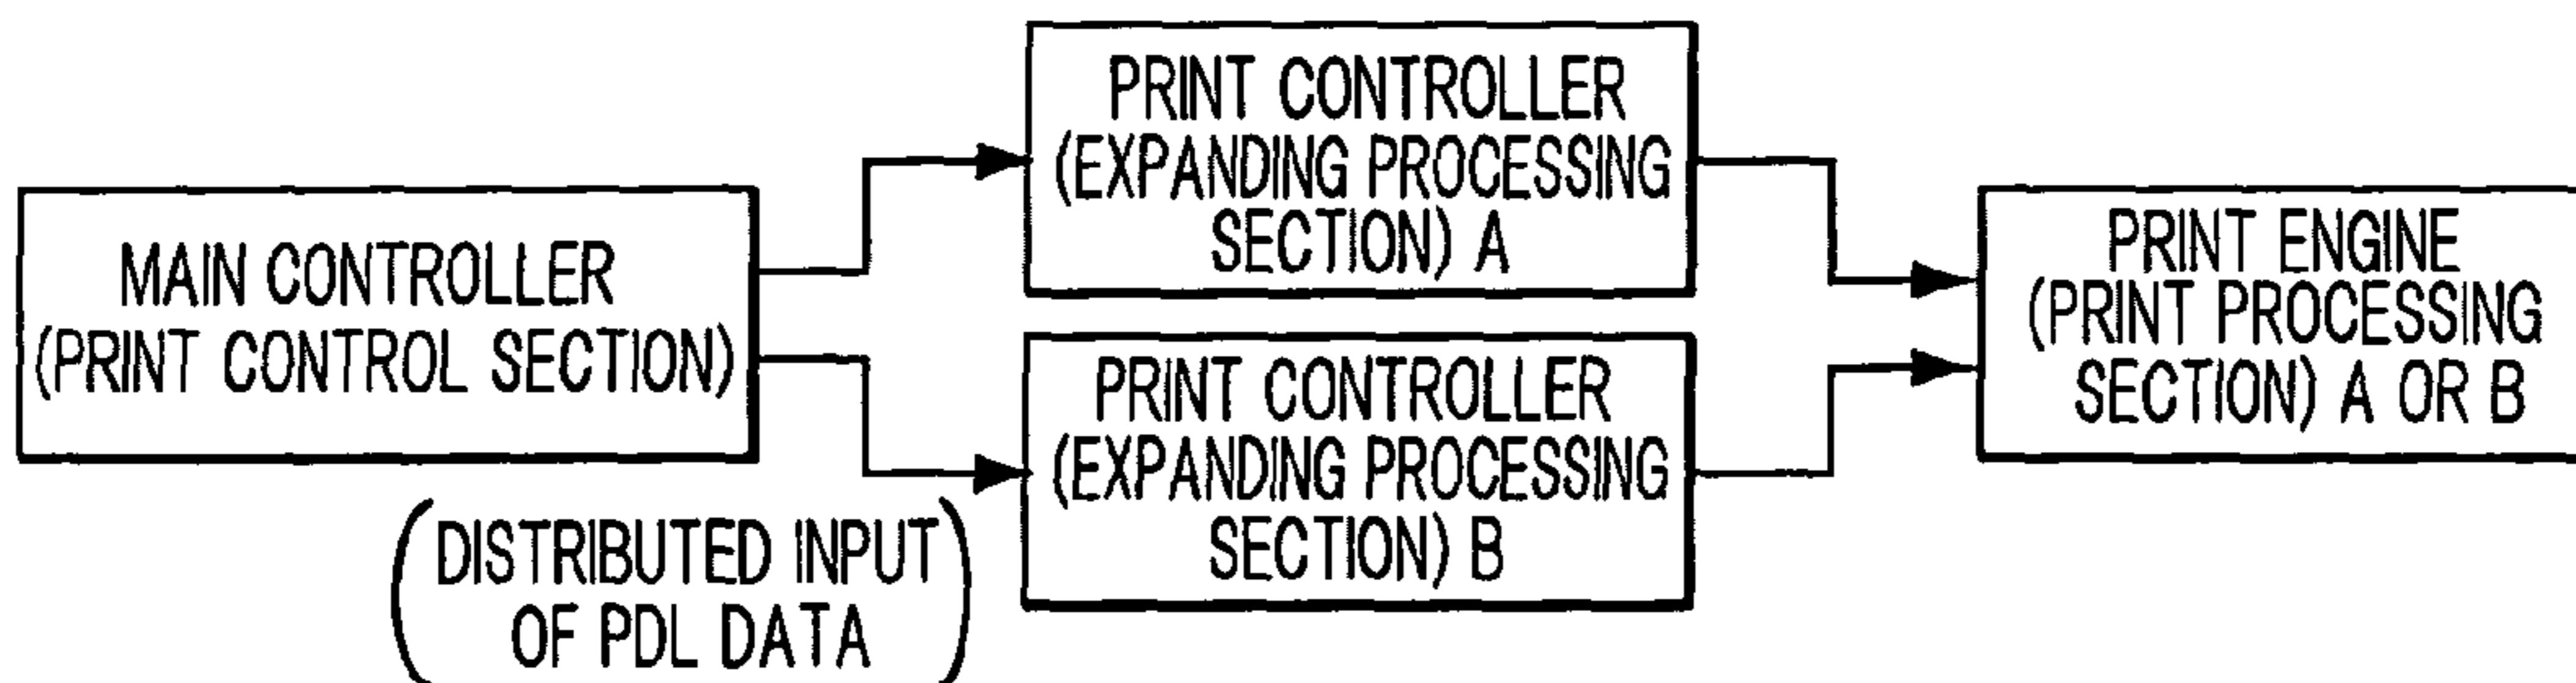 MAIN CONTROLLER
(PRINT CONTROL SECTION)
(DISTRIBUTED INPUT
OF PDL DATA)
PRINT CONTROLLER
(EXPANDING PROCESSING
SECTION) A
PRINT CONTROLLER
(EXPANDING PROCESSING
SECTION) B
PRINT ENGINE
(PRINT PROCESSING
SECTION) A OR B